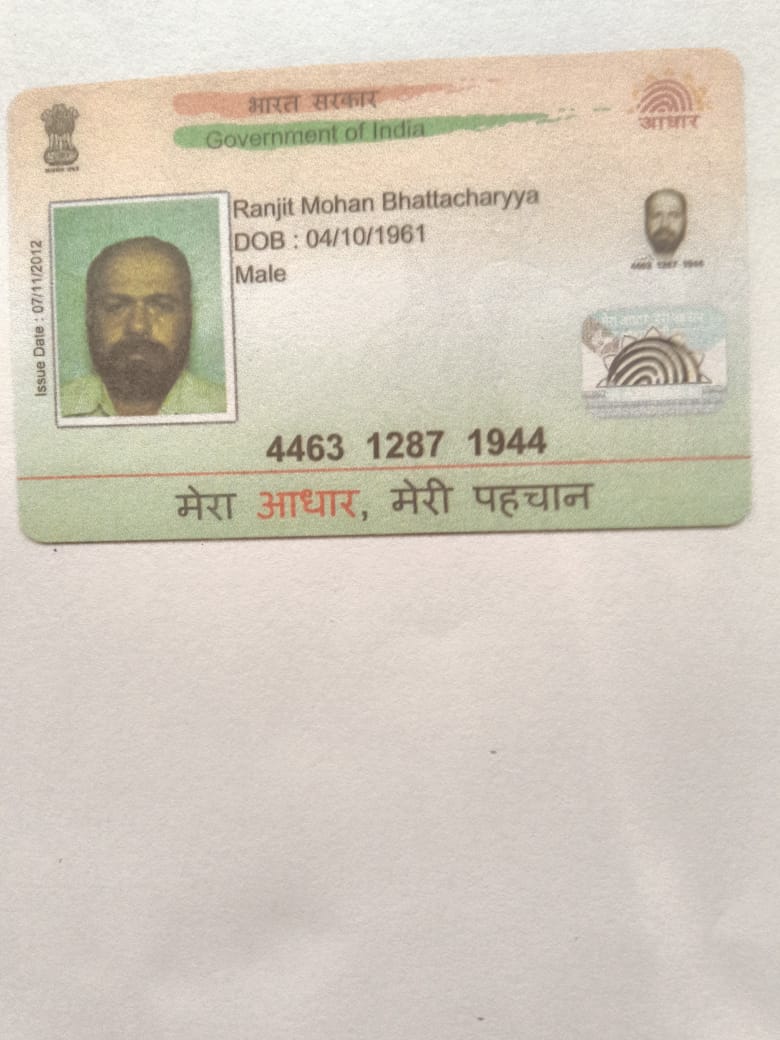 भारत सरकार
Government of India
आधार
Ranjit Mohan Bhattacharyya
DOB : 04/10/1961
Male
Issue Date : 07/11/2012
4463 1287 1944
मेरा आधार
4463 1287 1944
मेरा आधार, मेरी पहचान